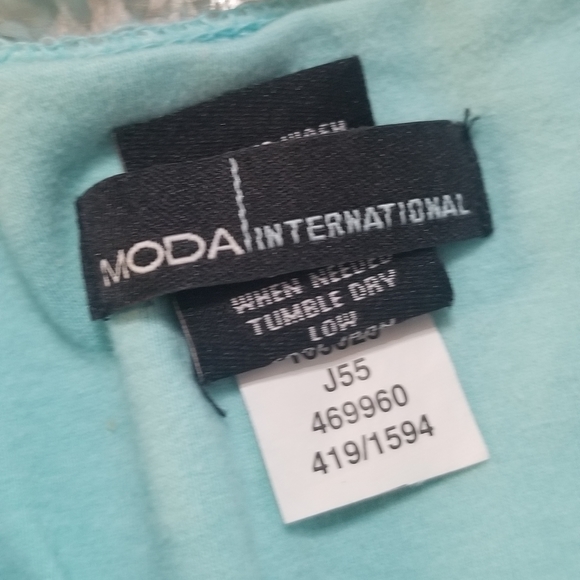 MODA INTERNATIONAL
WHEN NEEDED
TUMBLE DRY
LOW
J55
469960
419/1594